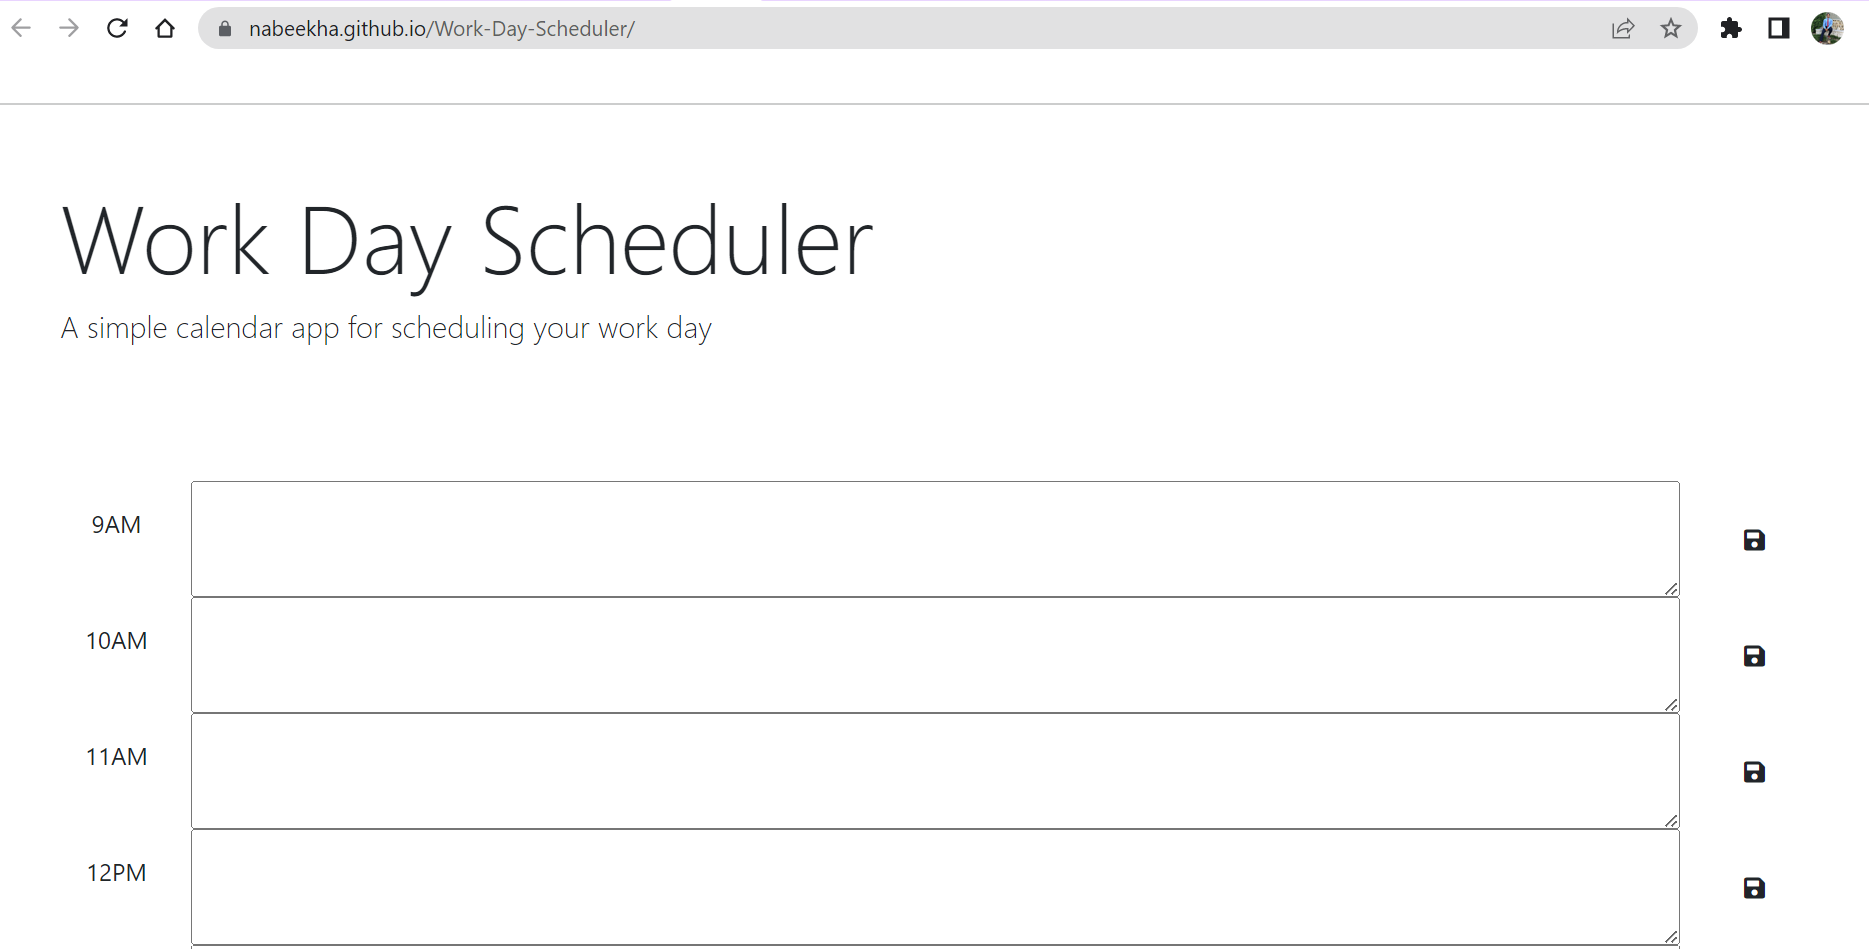 nabeekha.github.io/Work-Day-Scheduler/
Work Day Scheduler
A simple calendar app for scheduling your work day
9AM
10AM
11AM
12PM